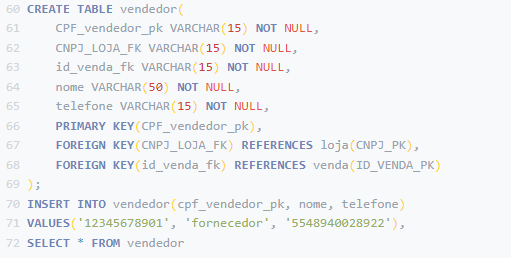 60 CREATE TABLE vendedor(
61 CPF_vendedor_pk VARCHAR(15) NOT NULL,
62 CNPJ_LOJA_FK VARCHAR(15) NOT NULL,
63 id_venda_fk VARCHAR(15) NOT NULL,
64 nome VARCHAR(50) NOT NULL,
65 telefone VARCHAR(15) NOT NULL,
66 PRIMARY KEY(CPF_vendedor_pk),
67 FOREIGN KEY(CNPJ_LOJA_FK) REFERENCES loja(CNPJ_PK),
68 FOREIGN KEY(id_venda_fk) REFERENCES venda(ID_VENDA_PK)
69 );
70 INSERT INTO vendedor(cpf_vendedor_pk, nome, telefone)
71 VALUES('12345678901', 'fornecedor', '5548940028922'),
72 SELECT * FROM vendedor